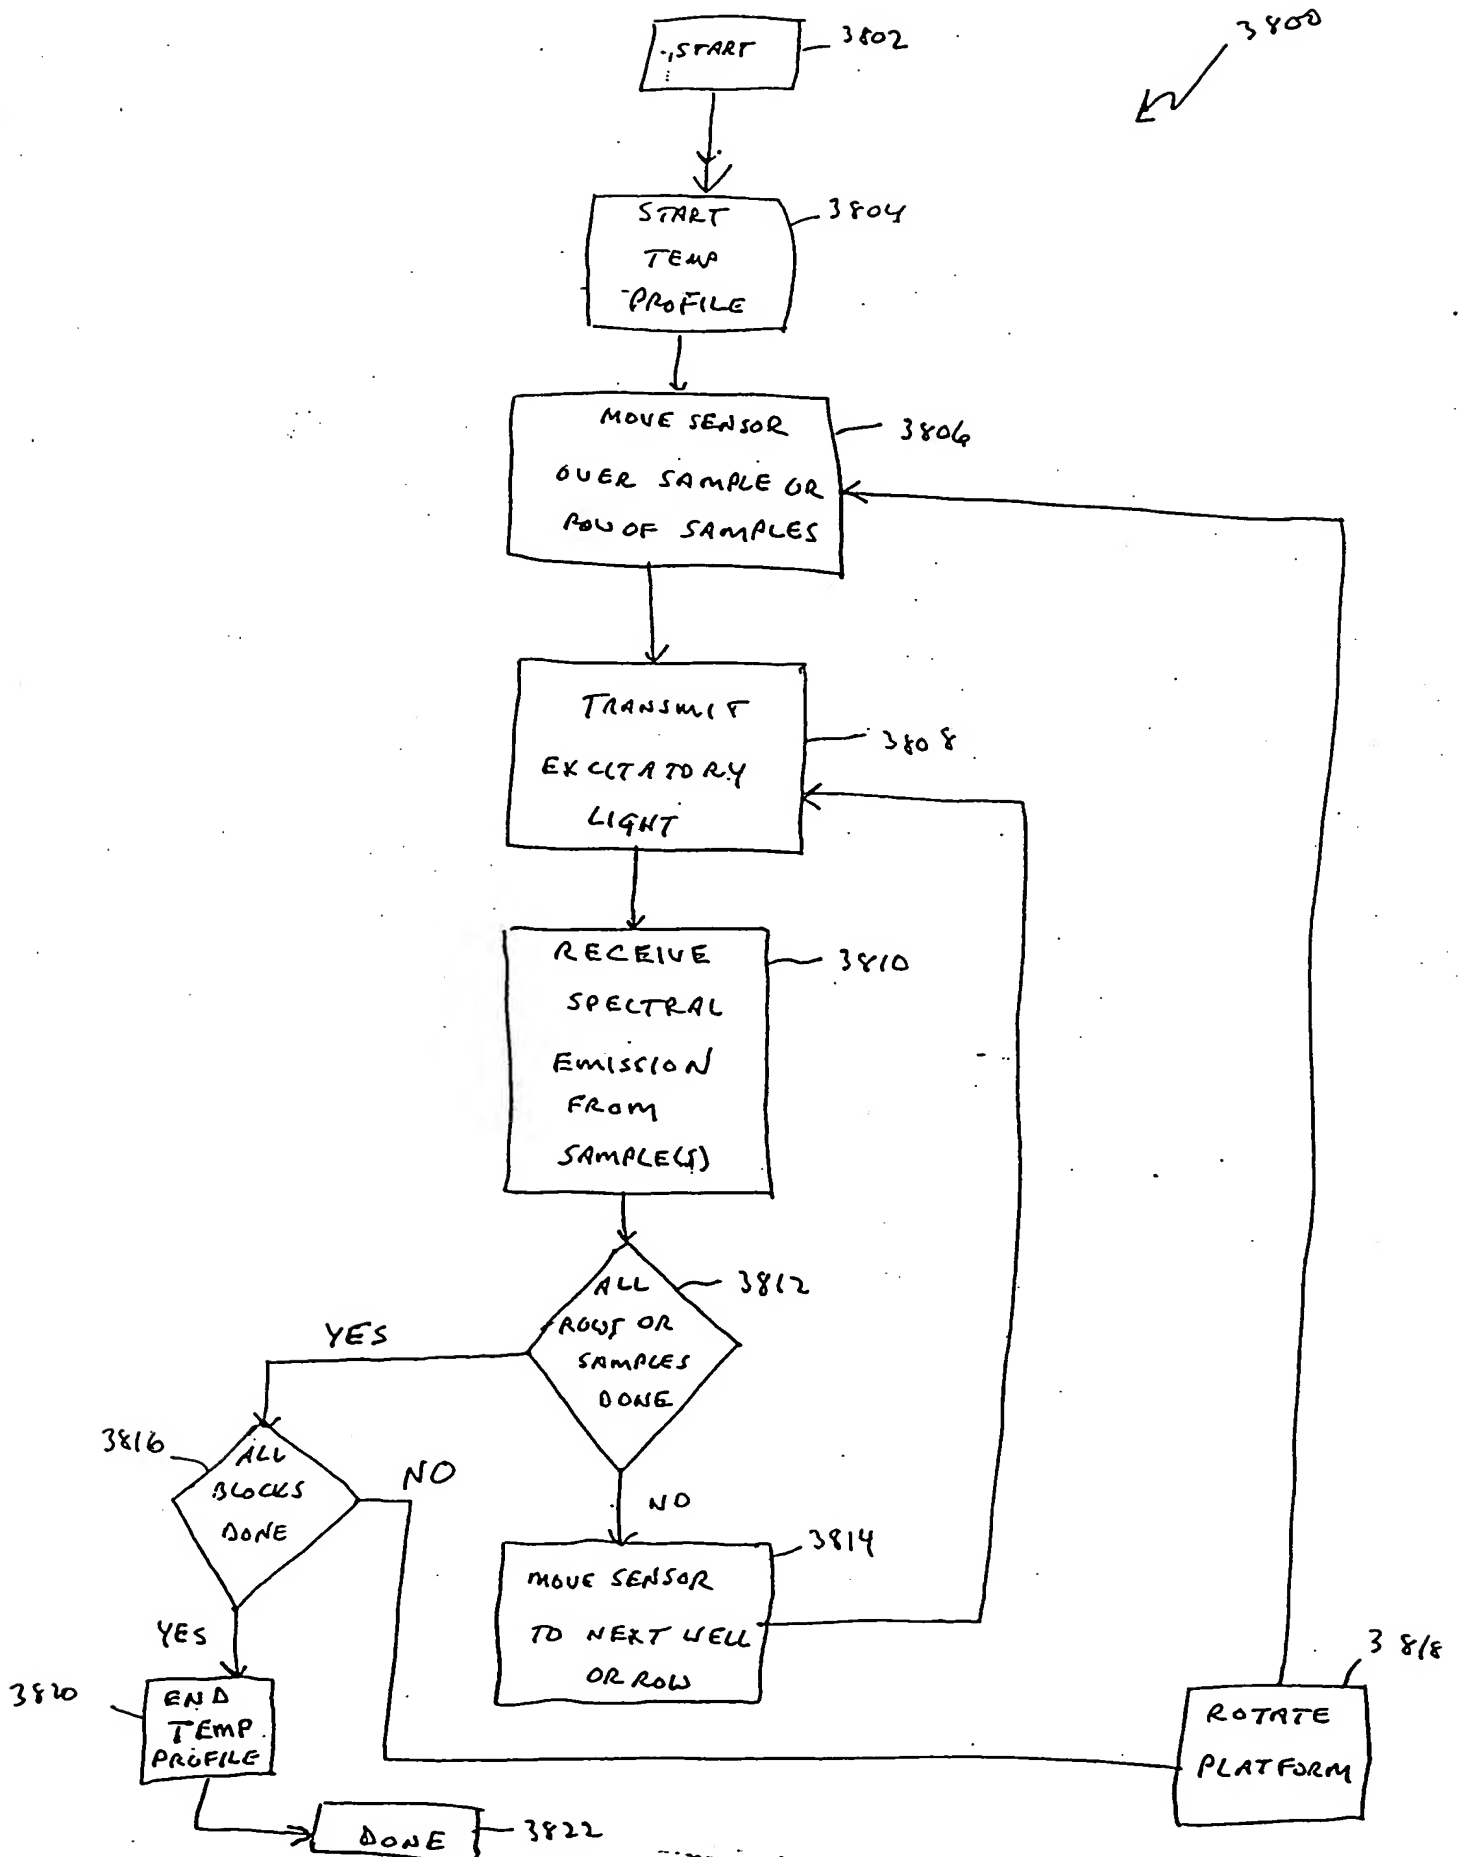 3800
START
3802
START
TEMP
PROFILE
3804
MOVE SENSOR
OVER SAMPLE OR
ROW OF SAMPLES
3806
TRANSMIT
EXCITATORY
LIGHT
3808
RECEIVE
SPECTRAL
EMISSION
FROM
SAMPLE(S)
3810
ALL
ROWS OR
SAMPLES
DONE
3812
YES
NO
3816
ALL
BLOCKS
DONE
NO
YES
MOVE SENSOR
TO NEXT WELL
OR ROW
3814
3818
ROTATE
PLATFORM
3820
END
TEMP
PROFILE
DONE
3822